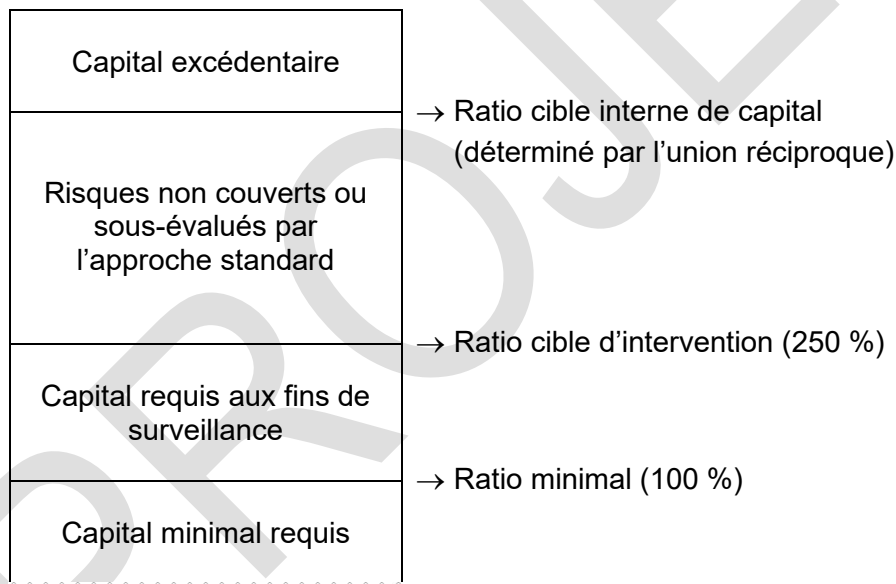 Capital excédentaire
→ Ratio cible interne de capital
(déterminé par l’union réciproque)
Risques non couverts ou
sous-évalués par
l’approche standard
→ Ratio cible d’intervention (250 %)
Capital requis aux fins de
surveillance
→ Ratio minimal (100 %)
Capital minimal requis
PROJE